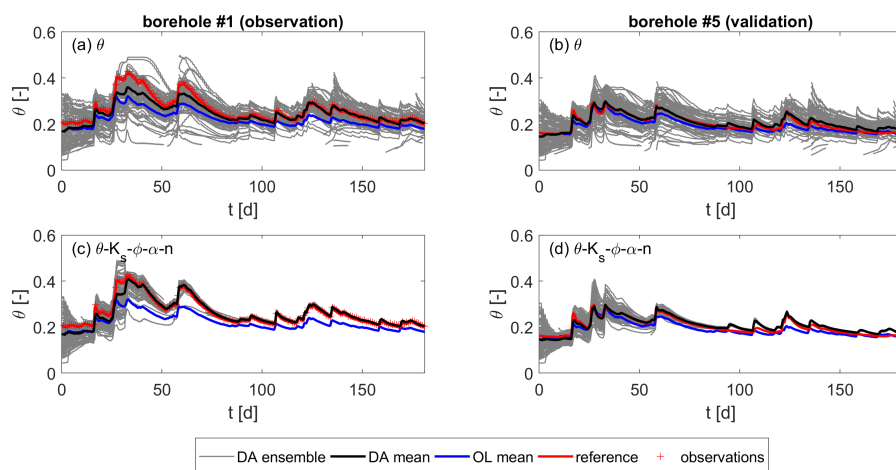 borehole #1 (observation)
borehole #5 (validation)
(a) θ
(b) θ
θ [-]
θ [-]
0.6
0.4
0.2
0
0.6
0.4
0.2
0
0 50 100 150
0 50 100 150
t [d]
t [d]
(c) θ-Ks-ϕ-α-n
(d) θ-Ks-ϕ-α-n
θ [-]
θ [-]
0.6
0.4
0.2
0
0.6
0.4
0.2
0
0 50 100 150
0 50 100 150
t [d]
t [d]
DA ensemble DA mean OL mean reference observations